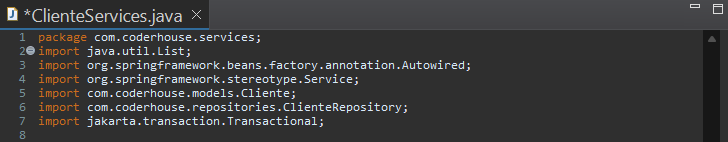 *ClienteServices.java
1 package com.coderhouse.services;
2 import java.util.List;
3 import org.springframework.beans.factory.annotation.Autowired;
4 import org.springframework.stereotype.Service;
5 import com.coderhouse.models.Cliente;
6 import com.coderhouse.repositories.ClienteRepository;
7 import jakarta.transaction.Transactional;
8